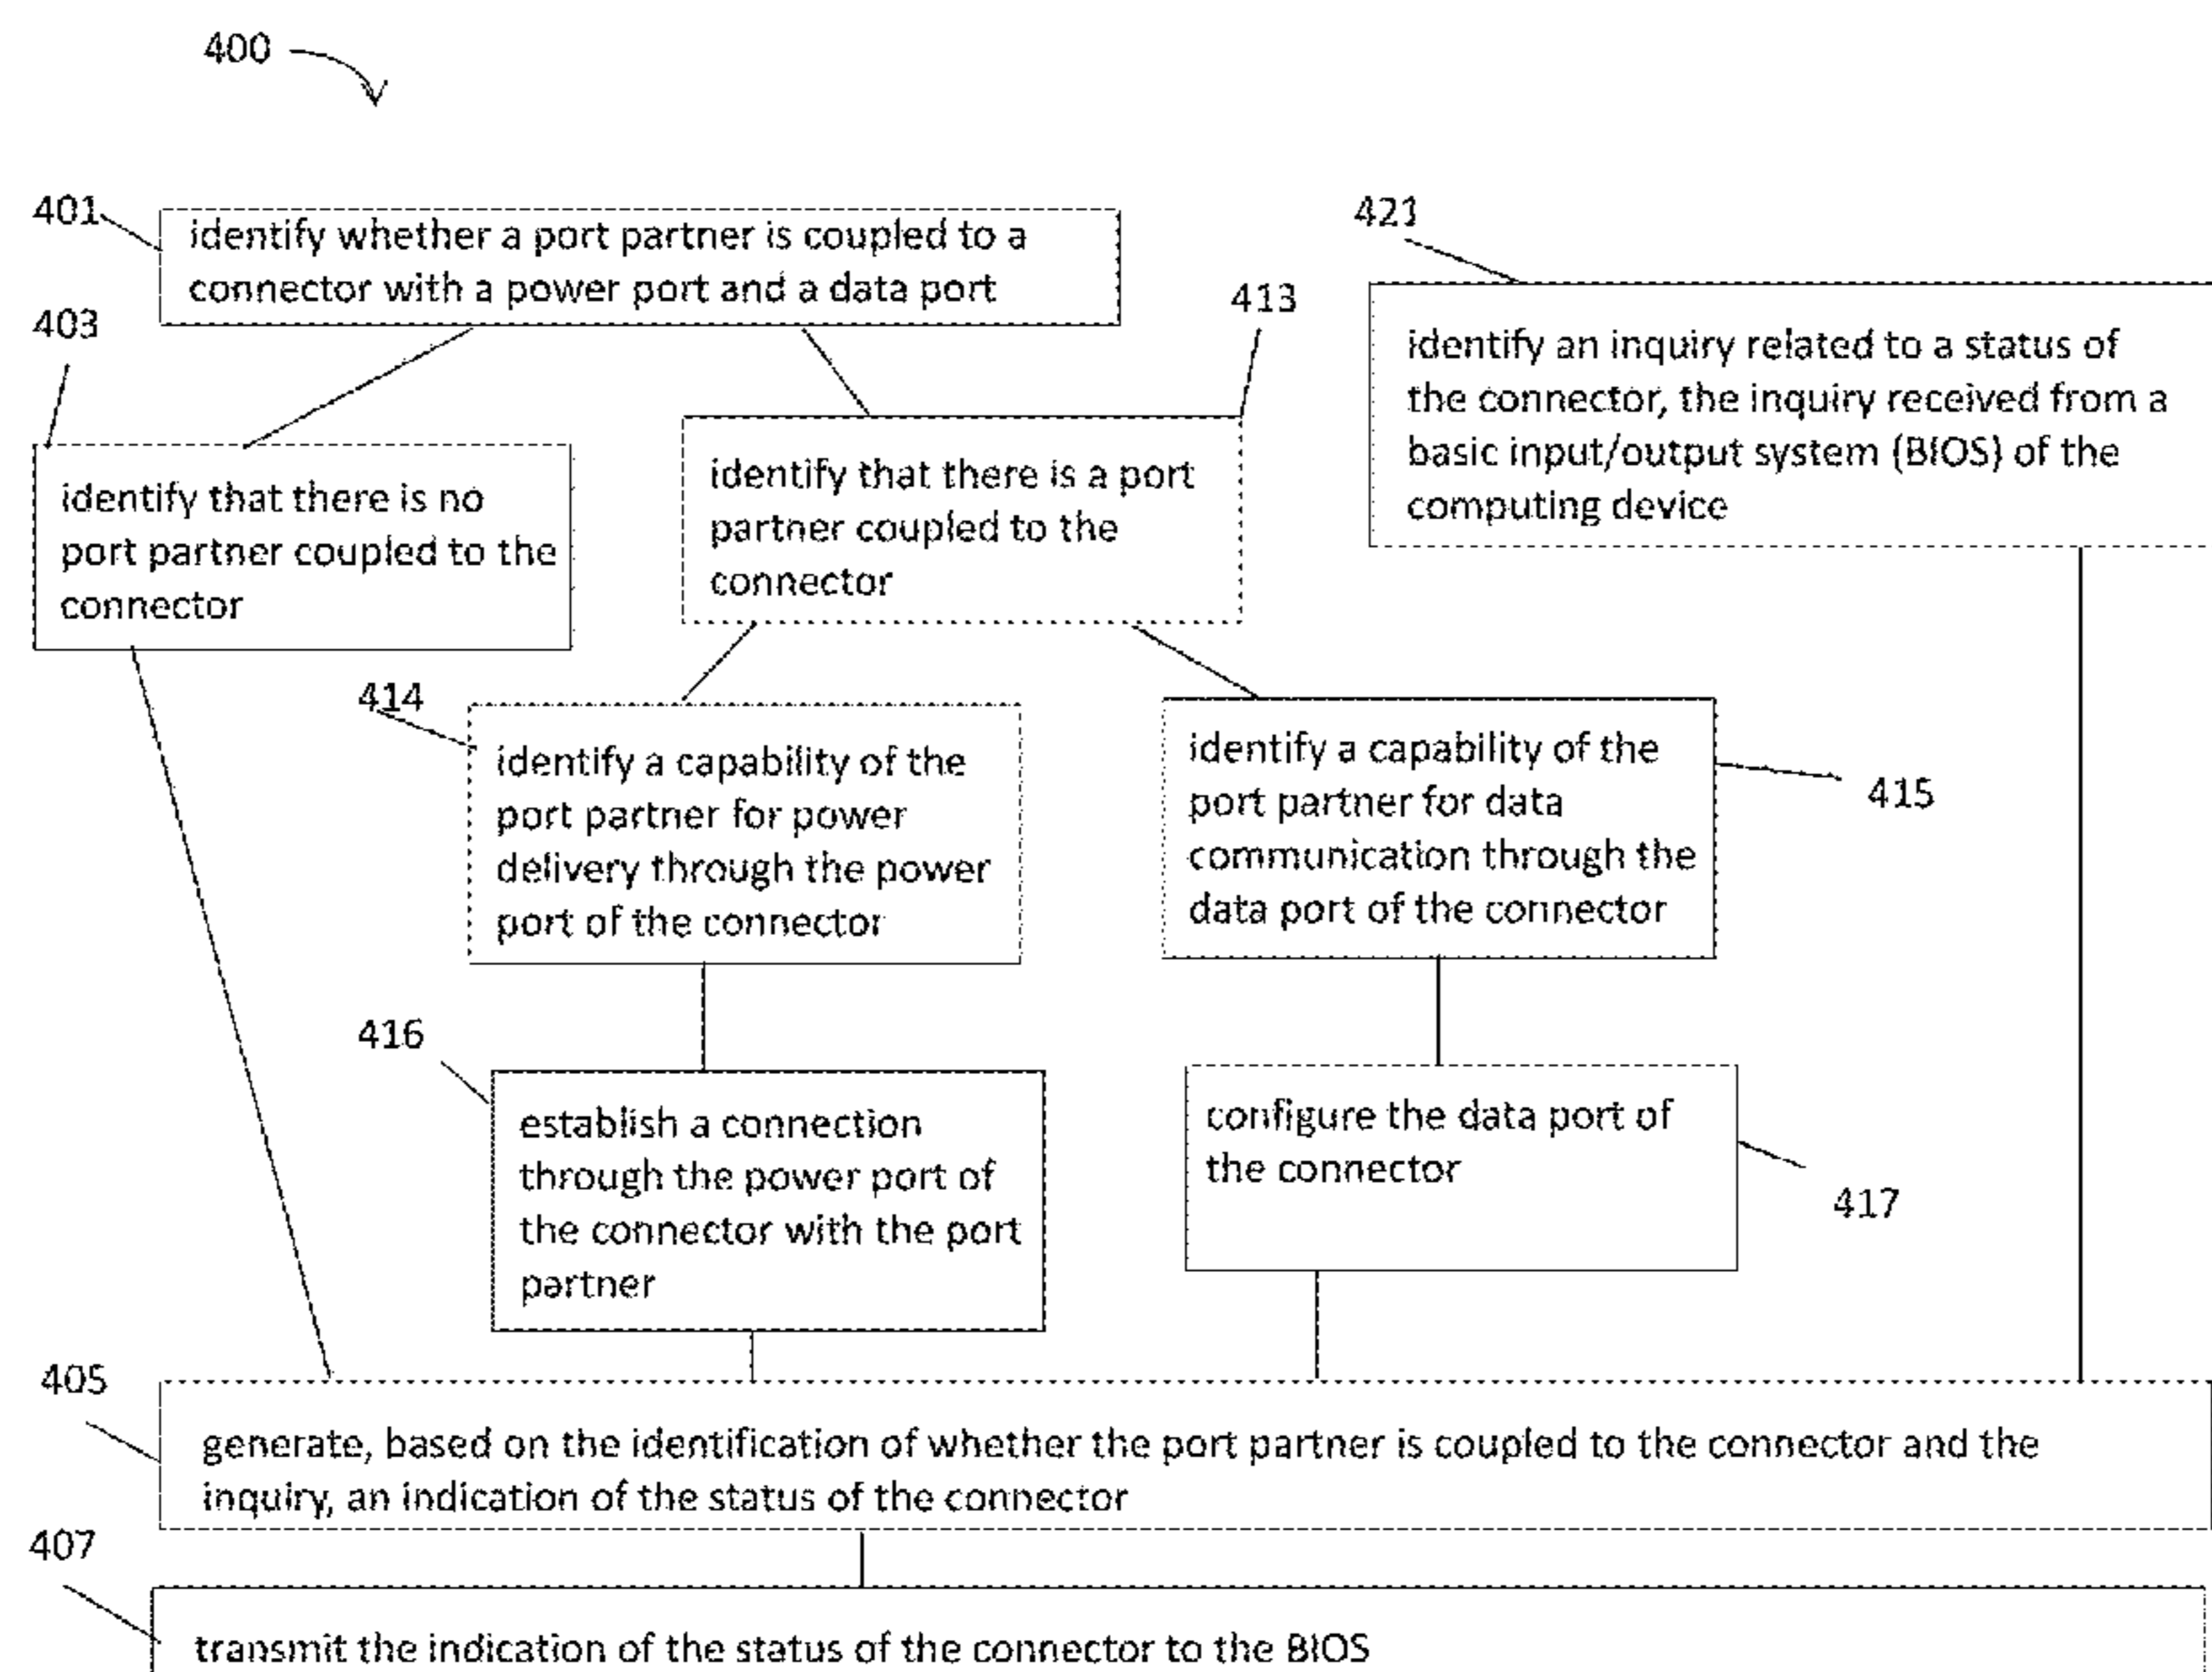 400
401
identify whether a port partner is coupled to a
connector with a power port and a data port
421
identify an inquiry related to a status of
the connector, the inquiry received from a
basic input/output system (BIOS) of the
computing device
403
identify that there is no
port partner coupled to the
connector
413
identify that there is a port
partner coupled to the
connector
414
identify a capability of the
port partner for power
delivery through the power
port of the connector
identify a capability of the
port partner for data
communication through the
data port of the connector
415
416
establish a connection
through the power port of
the connector with the port
partner
configure the data port of
the connector
417
405
generate, based on the identification of whether the port partner is coupled to the connector and the
inquiry, an indication of the status of the connector
407
transmit the indication of the status of the connector to the BIOS